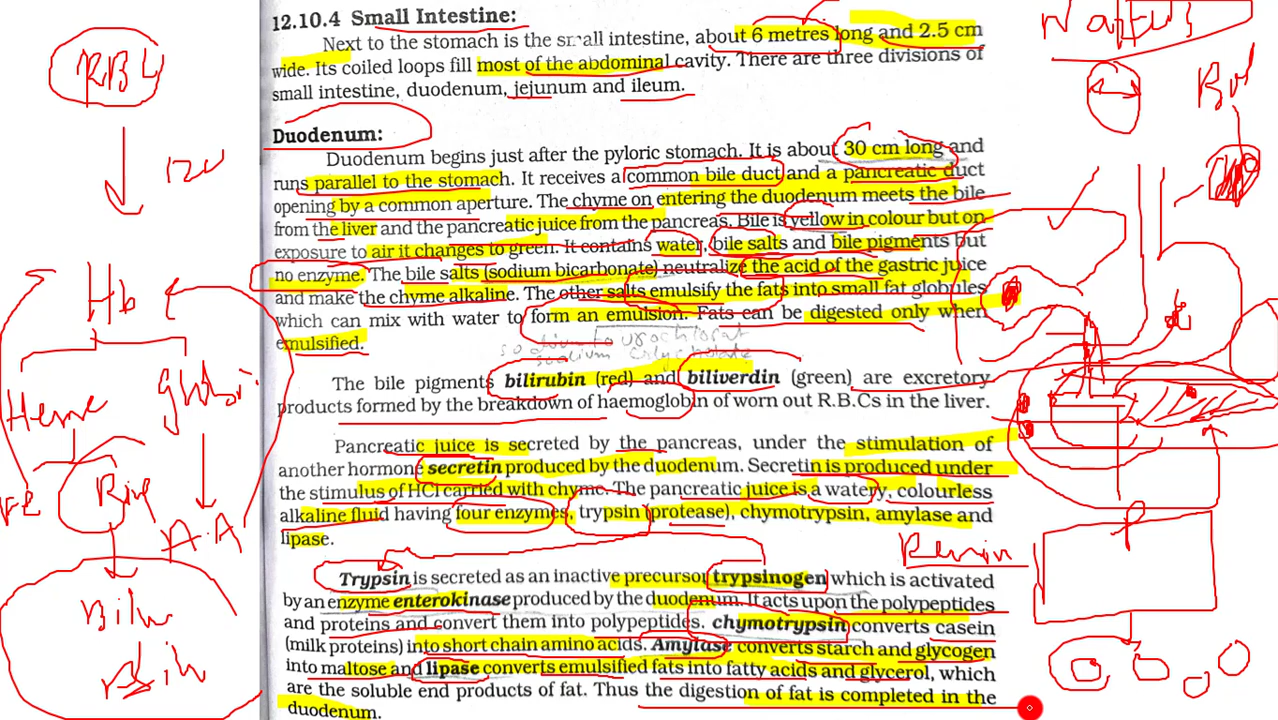 12.10.4 Small Intestine:
Next to the stomach is the small intestine, about 6 metres long and 2.5 cm
wide. Its coiled loops fill most of the abdominal cavity. There are three divisions of
small intestine, duodenum, jejunum and ileum.
Duodenum:
Duodenum begins just after the pyloric stomach. It is about 30 cm long and
runs parallel to the stomach. It receives a common bile duct and a pancreatic duct
opening by a common aperture. The chyme on entering the duodenum meets the bile
from the liver and the pancreatic juice from the pancreas. Bile is yellow in colour but on
exposure to air it changes to green. It contains water, bile salts and bile pigments but
no enzyme. The bile salts (sodium bicarbonate) neutralize the acid of the gastric juice
and make the chyme alkaline. The other salts emulsify the fats into small fat globules
which can mix with water to form an emulsion. Fats can be digested only when
emulsified.
The bile pigments bilirubin (red) and biliverdin (green) are excretory
products formed by the breakdown of haemoglobin of worn out R.B.Cs in the liver.
Pancreatic juice is secreted by the pancreas, under the stimulation of
another hormone secretin produced by the duodenum. Secretin is produced under
the stimulus of HCl carried with chyme. The pancreatic juice is a watery, colourless
alkaline fluid having four enzymes, trypsin (protease), chymotrypsin, amylase and
lipase.
Trypsin is secreted as an inactive precursor trypsinogen which is activated
by an enzyme enterokinase produced by the duodenum. It acts upon the polypeptides
and proteins and convert them into polypeptides. chymotrypsin converts casein
(milk proteins) into short chain amino acids. Amylase converts starch and glycogen
into maltose and lipase converts emulsified fats into fatty acids and glycerol, which
are the soluble end products of fat. Thus the digestion of fat is completed in the
duodenum.
120
Hb
Heme
Fe
A.A
Rennin
P